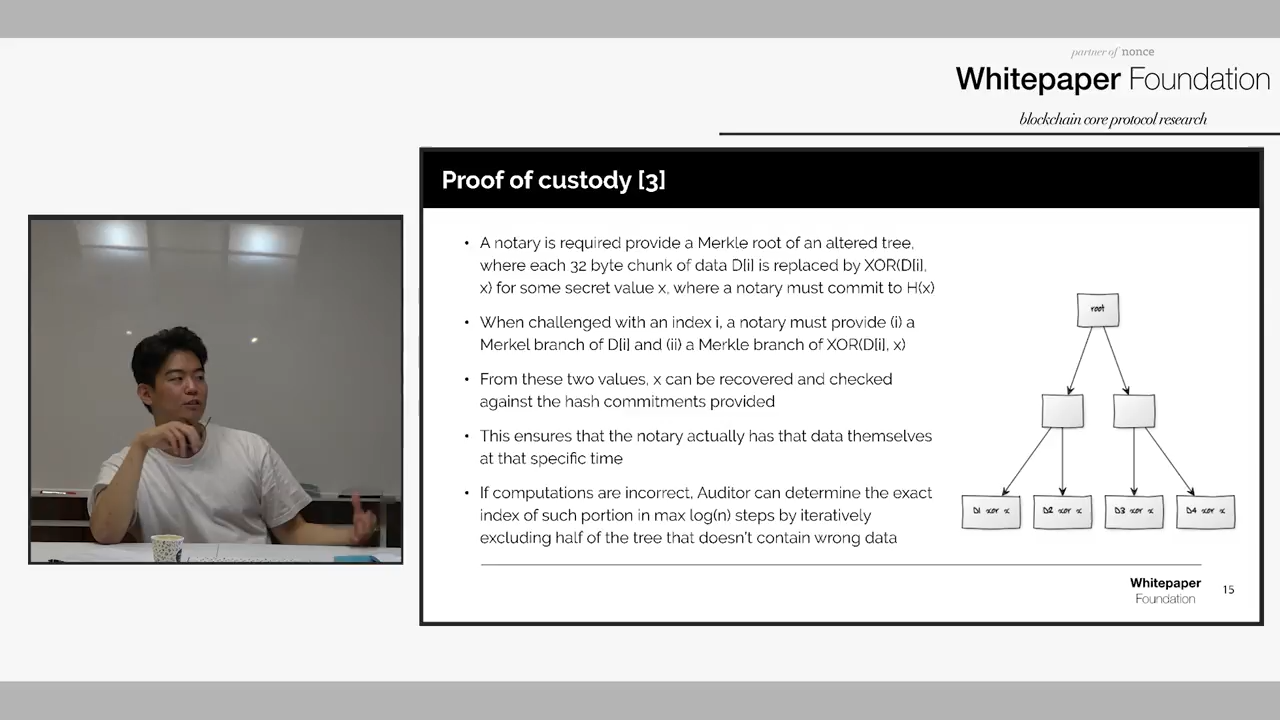 partner of nonce
Whitepaper Foundation
blockchain core protocol research
Proof of custody [3]
• A notary is required provide a Merkle root of an altered tree,
where each 32 byte chunk of data D[i] is replaced by XOR(D[i],
x) for some secret value x, where a notary must commit to H(x)
• When challenged with an index i, a notary must provide (i) a
Merkel branch of D[i] and (ii) a Merkle branch of XOR(D[i], x)
• From these two values, x can be recovered and checked
against the hash commitments provided
• This ensures that the notary actually has that data themselves
at that specific time
• If computations are incorrect, Auditor can determine the exact
index of such portion in max log(n) steps by iteratively
excluding half of the tree that doesn't contain wrong data
root
D1 xor x
D2 xor x
D3 xor x
D4 xor x
Whitepaper
Foundation
15